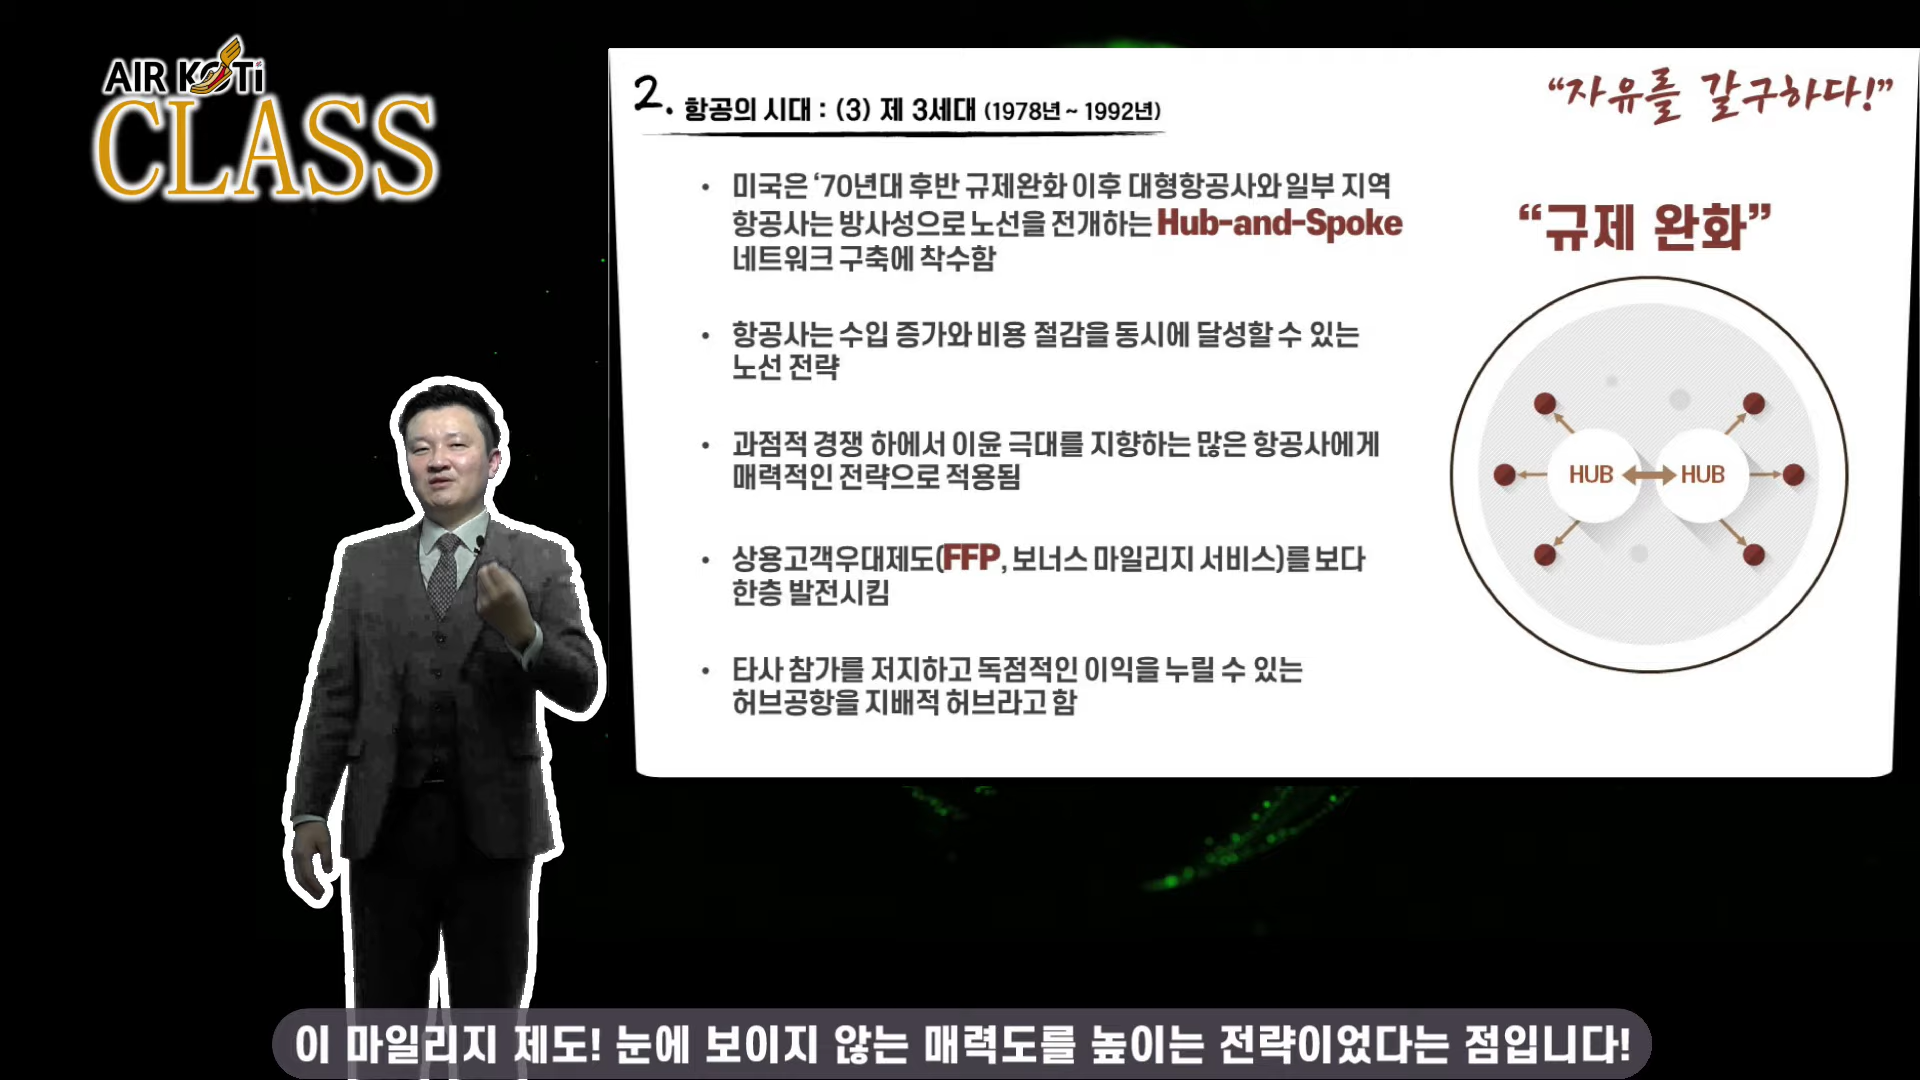 AIR KOTi
CLASS
2. 항공의 시대 : (3) 제 3세대 (1978년 ~ 1992년)
“자유를 갈구하다!”
• 미국은 ‘70년대 후반 규제완화 이후 대형항공사와 일부 지역
항공사는 방사성으로 노선을 전개하는 Hub-and-Spoke
네트워크 구축에 착수함
• 항공사는 수입 증가와 비용 절감을 동시에 달성할 수 있는
노선 전략
• 과점적 경쟁 하에서 이윤 극대를 지향하는 많은 항공사에게
매력적인 전략으로 적용됨
• 상용고객우대제도(FFP, 보너스 마일리지 서비스)를 보다
한층 발전시킴
• 타사 참가를 저지하고 독점적인 이익을 누릴 수 있는
허브공항을 지배적 허브라고 함
“규제 완화”
HUB HUB
이 마일리지 제도! 눈에 보이지 않는 매력도를 높이는 전략이었다는 점입니다!